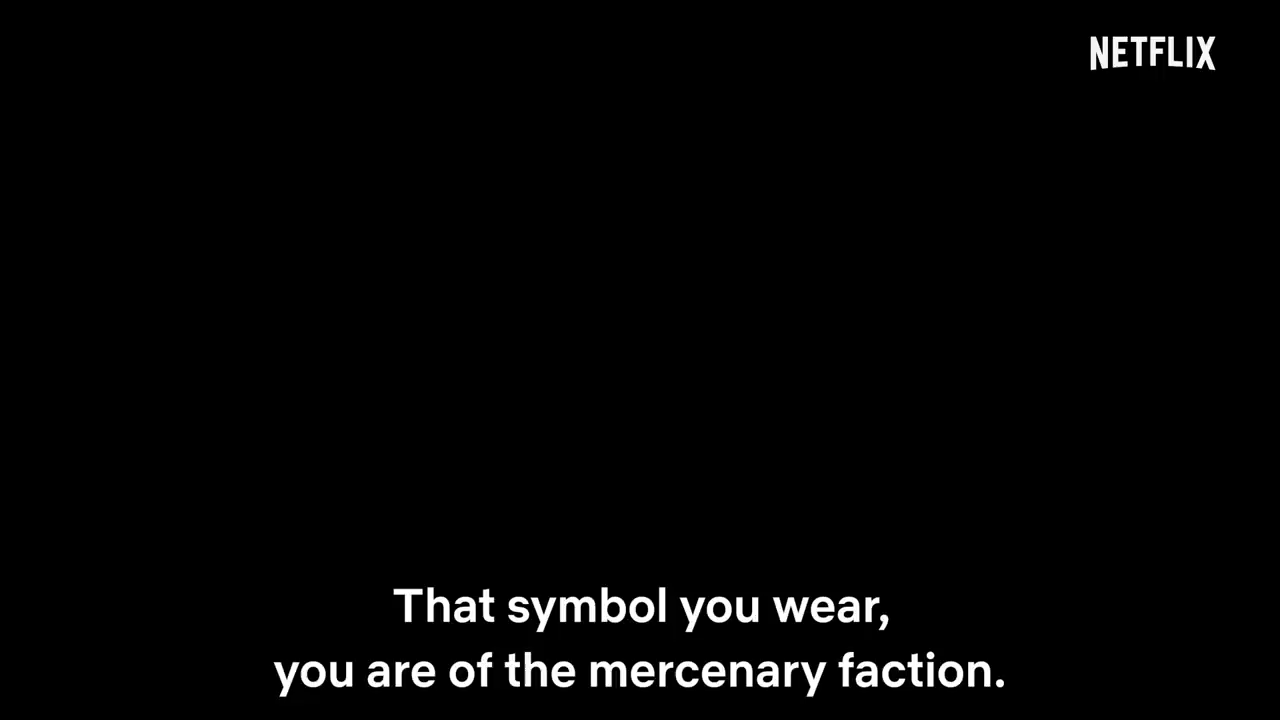 NETFLIX
That symbol you wear,
you are of the mercenary faction.